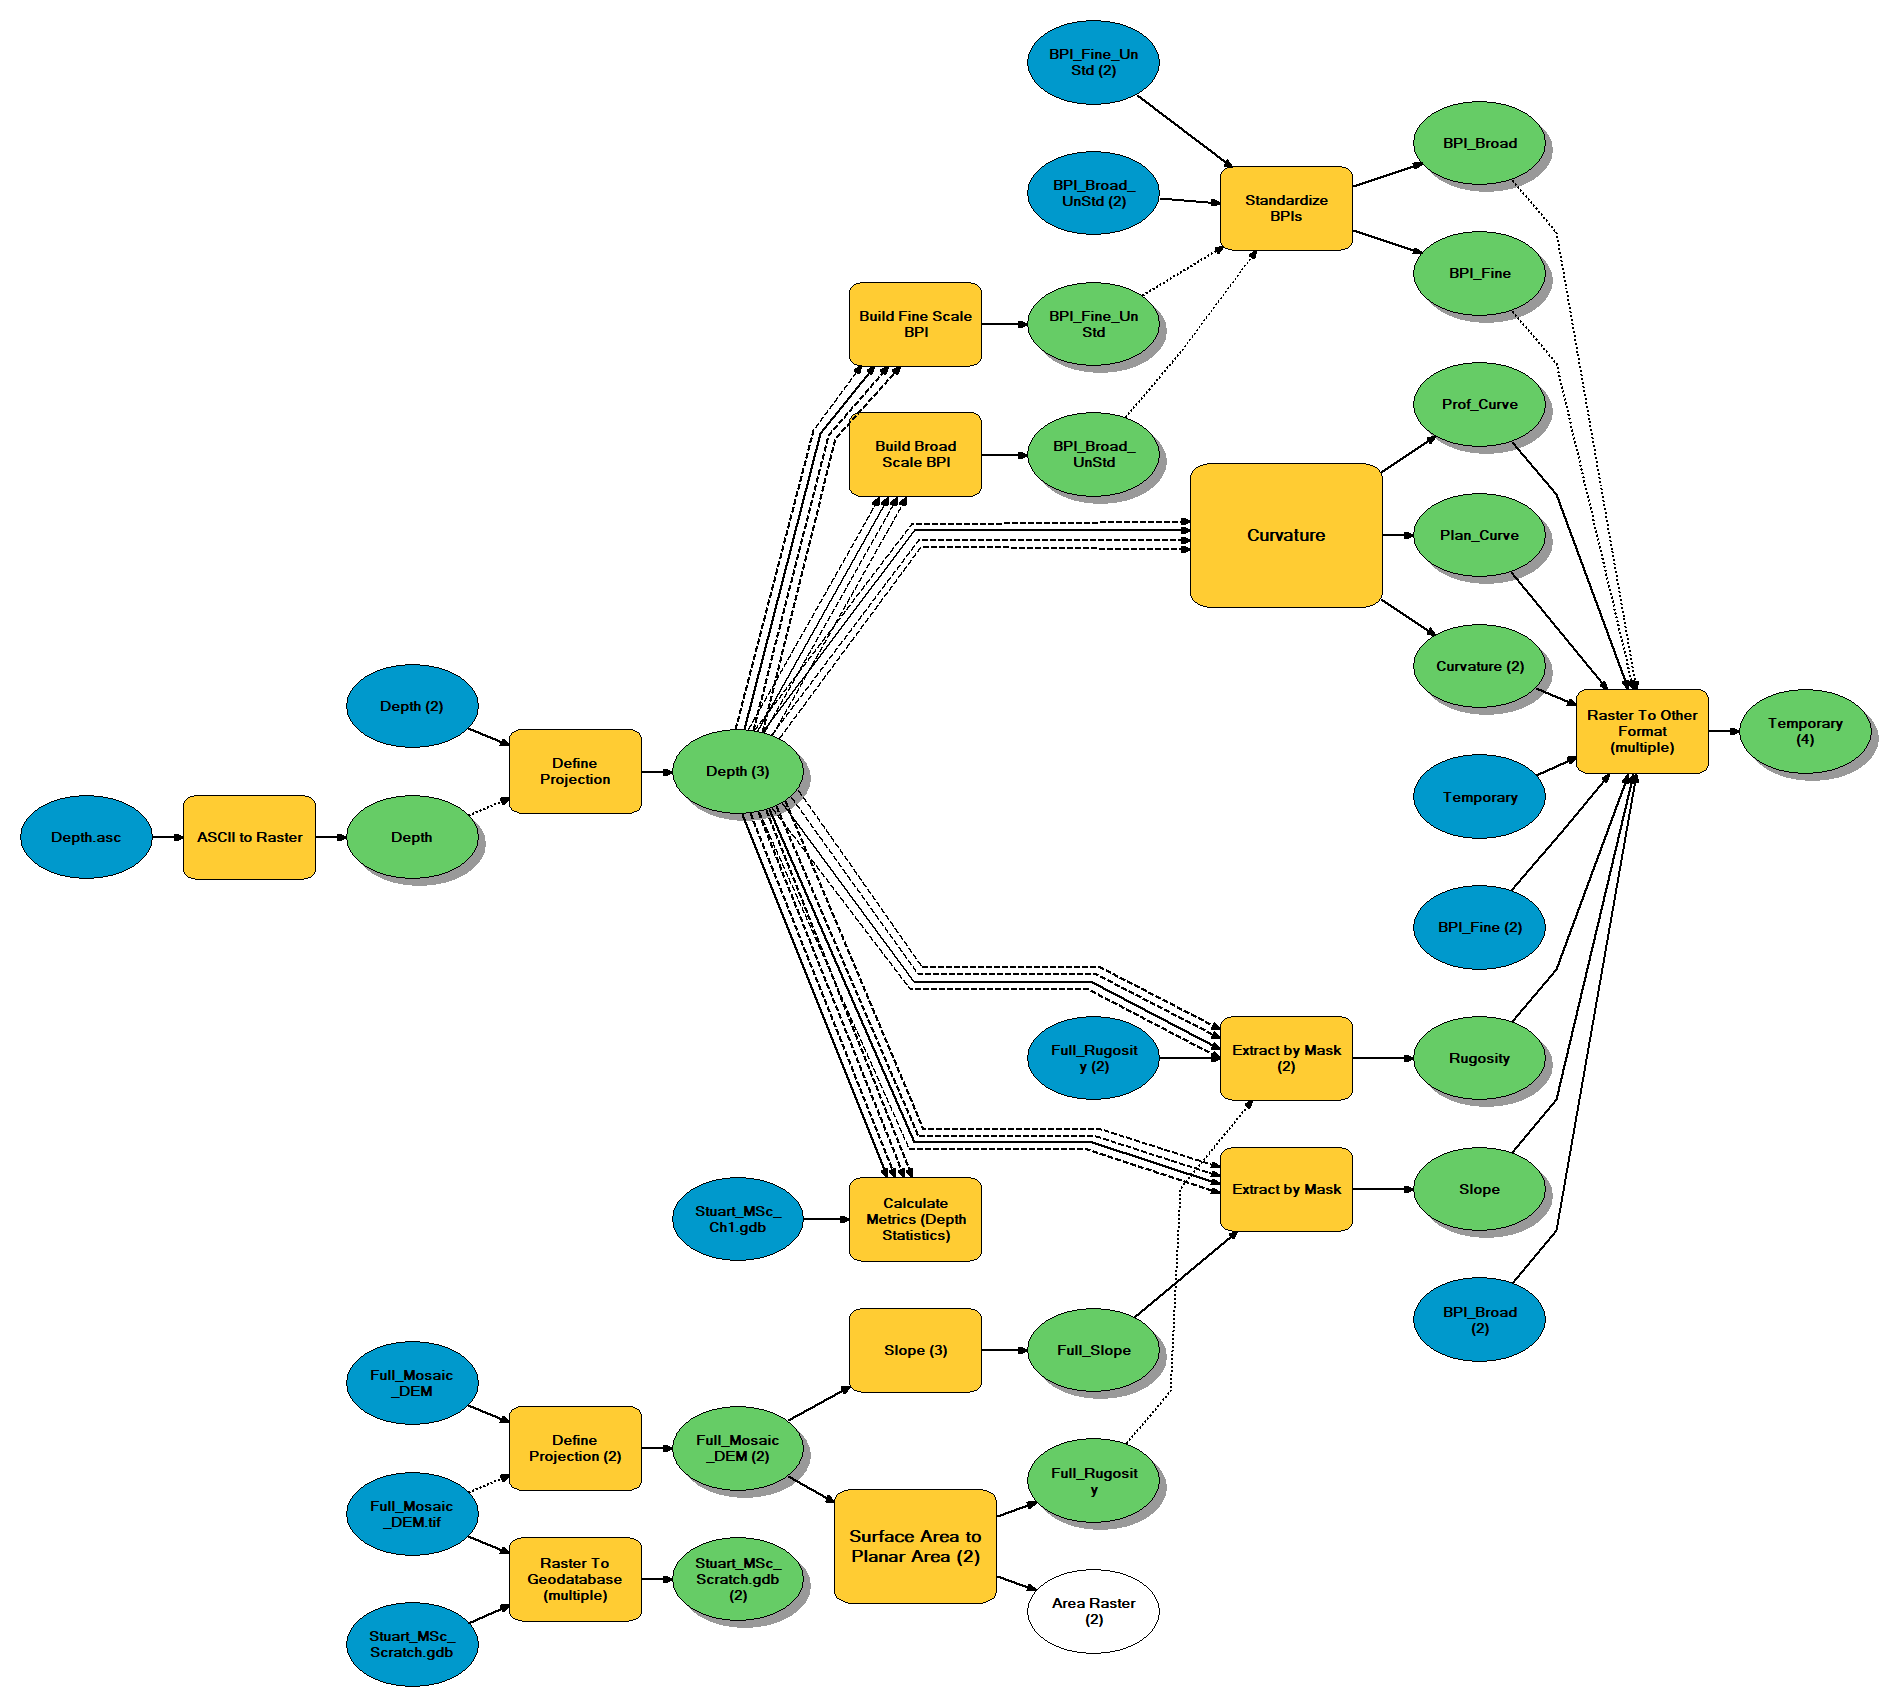 BPI_Fine_Un
Std (2)
BPI_Broad_
UnStd (2)
Standardize
BPIs
BPI_Broad
BPI_Fine
Build Fine Scale
BPI
BPI_Fine_Un
Std
Build Broad
Scale BPI
BPI_Broad_
UnStd
Curvature
Prof_Curve
Plan_Curve
Curvature (2)
Depth (2)
Define
Projection
Depth (3)
Depth.asc
ASCII to Raster
Depth
Raster To Other
Format
(multiple)
Temporary
(4)
Temporary
BPI_Fine (2)
Full_Rugosit
y (2)
Extract by Mask
(2)
Rugosity
Extract by Mask
Slope
Stuart_MSc_
Ch1.gdb
Calculate
Metrics (Depth
Statistics)
BPI_Broad
(2)
Slope (3)
Full_Slope
Full_Mosaic
_DEM
Define
Projection (2)
Full_Mosaic
_DEM (2)
Full_Rugosit
y
Full_Mosaic
_DEM.tif
Surface Area to
Planar Area (2)
Raster To
Geodatabase
(multiple)
Stuart_MSc_
Scratch.gdb
(2)
Area Raster
(2)
Stuart_MSc_
Scratch.gdb